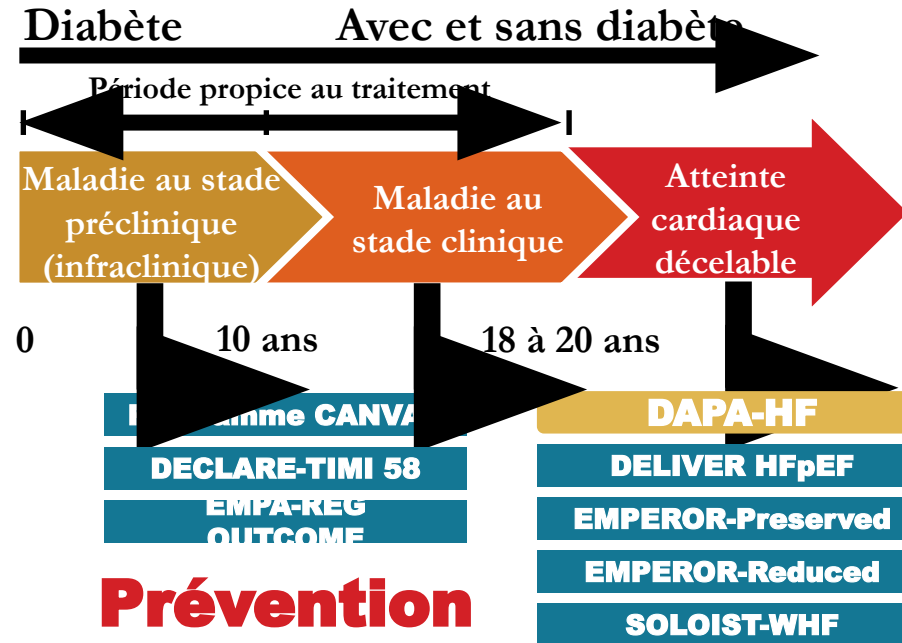 Diabète
Avec et sans diabète
Période propice au traitement
Maladie au stade
préclinique
(infraclinique)
Maladie au
stade clinique
Atteinte
cardiaque
décelable
0
10 ans
18 à 20 ans
CANVA
DECLARE-TIMI 58
EMPA-REG
OUTCOME
Prévention
DAPA-HF
DELIVER HFpEF
EMPEROR-Preserved
EMPEROR-Reduced
SOLOIST-WHF